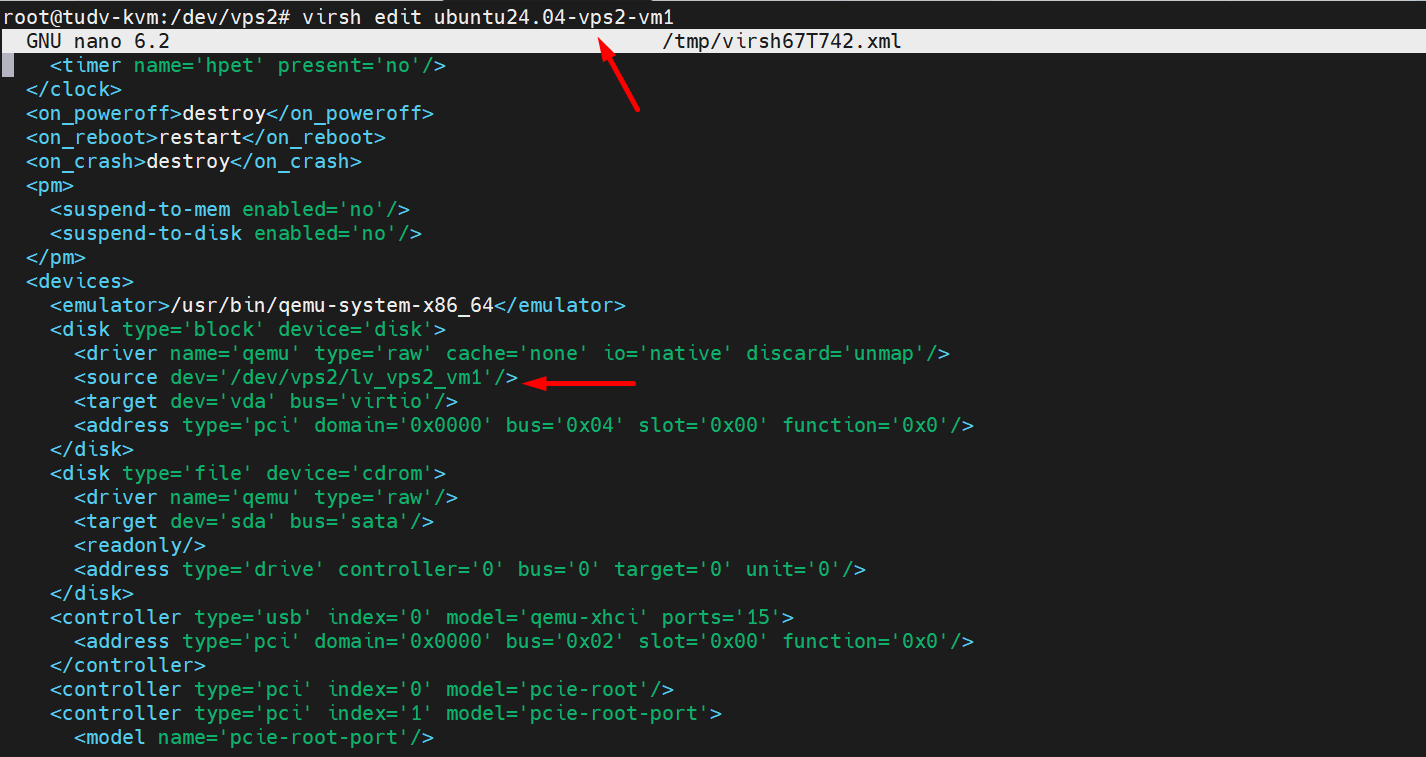 root@tudv-kvm:/dev/vps2# virsh edit ubuntu24.04-vps2-vm1
GNU nano 6.2 /tmp/virsh67T742.xml
<timer name='hpet' present='no'/>
</clock>
<on_poweroff>destroy</on_poweroff>
<on_reboot>restart</on_reboot>
<on_crash>destroy</on_crash>
<pm>
<suspend-to-mem enabled='no'/>
<suspend-to-disk enabled='no'/>
</pm>
<devices>
<emulator>/usr/bin/qemu-system-x86_64</emulator>
<disk type='block' device='disk'>
<driver name='qemu' type='raw' cache='none' io='native' discard='unmap'/>
<source dev='/dev/vps2/lv_vps2_vm1'/>
<target dev='vda' bus='virtio'/>
<address type='pci' domain='0x0000' bus='0x04' slot='0x00' function='0x0'/>
</disk>
<disk type='file' device='cdrom'>
<driver name='qemu' type='raw'/>
<target dev='sda' bus='sata'/>
<readonly/>
<address type='drive' controller='0' bus='0' target='0' unit='0'/>
</disk>
<controller type='usb' index='0' model='qemu-xhci' ports='15'>
<address type='pci' domain='0x0000' bus='0x02' slot='0x00' function='0x0'/>
</controller>
<controller type='pci' index='0' model='pcie-root'/>
<controller type='pci' index='1' model='pcie-root-port'>
<model name='pcie-root-port'/>